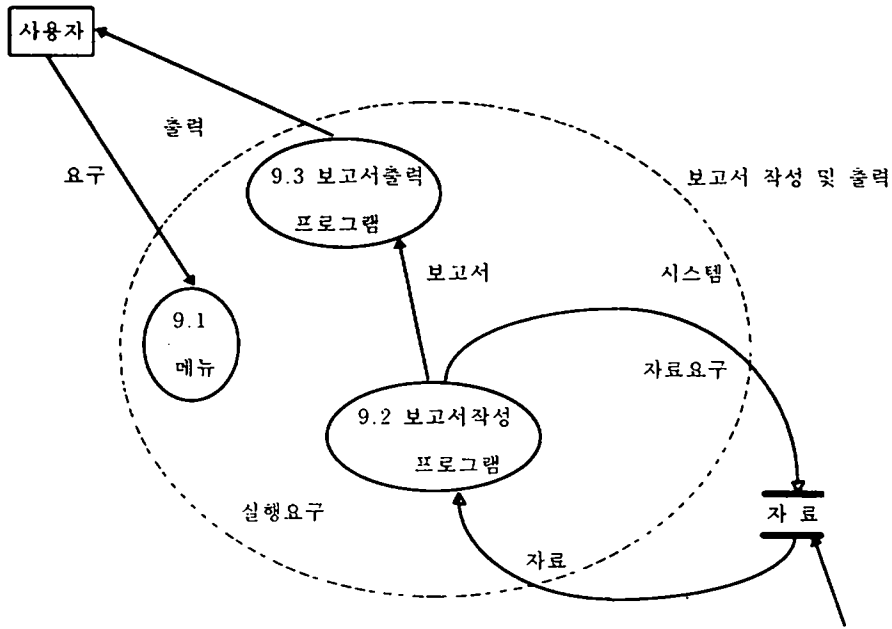 사용자
출력
요구
9.3 보고서출력
프로그램
보고서 작성 및 출력
시스템
보고서
9.1
메뉴
자료요구
9.2 보고서작성
프로그램
실행요구
자 료
자료